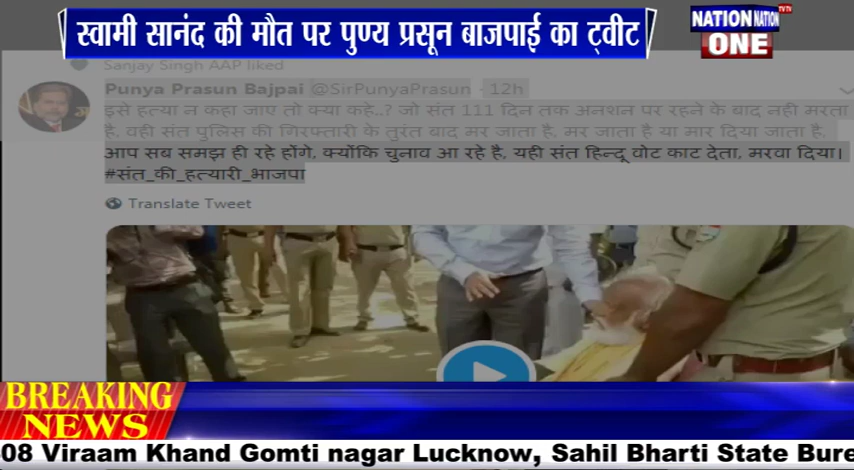 स्वामी सानंद की मौत पर पुण्य प्रसून बाजपाई का ट्वीट
NATION NATION TV
ONE
Sanjay Singh AAP liked
Punya Prasun Bajpai @SirPunyaPrasun 12h
इसे हत्या न कहा जाए तो क्या कहे..? जो संत 111 दिन तक अनशन पर रहने के बाद नही मरता
है, वही संत पुलिस की गिरफ्तारी के तुरंत बाद मर जाता है, मर जाता है या मार दिया जाता है.
आप सब समझ ही रहे होंगे, क्योंकि चुनाव आ रहे है, यही संत हिन्दू वोट काट देता, मरवा दिया।
#संत_की_हत्यारी_भाजपा
Translate Tweet
BREAKING
NEWS
08 Viraam Khand Gomti nagar Lucknow, Sahil Bharti State Bure